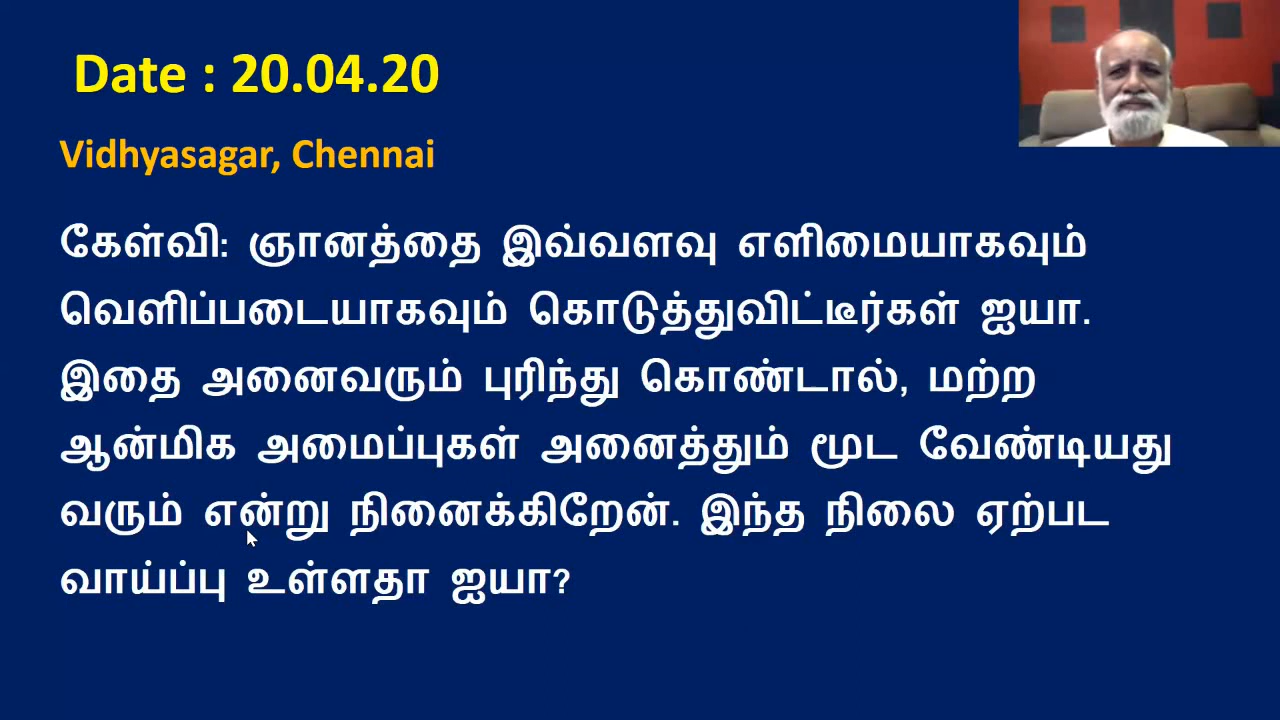 Date : 20.04.20
Vidhyasagar, Chennai
கேள்வி: ஞானத்தை இவ்வளவு எளிமையாகவும்
வெளிப்படையாகவும் கொடுத்துவிட்டீர்கள் ஐயா.
இதை அனைவரும் புரிந்து கொண்டால், மற்ற
ஆன்மிக அமைப்புகள் அனைத்தும் மூட வேண்டியது
வரும் என்று நினைக்கிறேன். இந்த நிலை ஏற்பட
வாய்ப்பு உள்ளதா ஐயா?